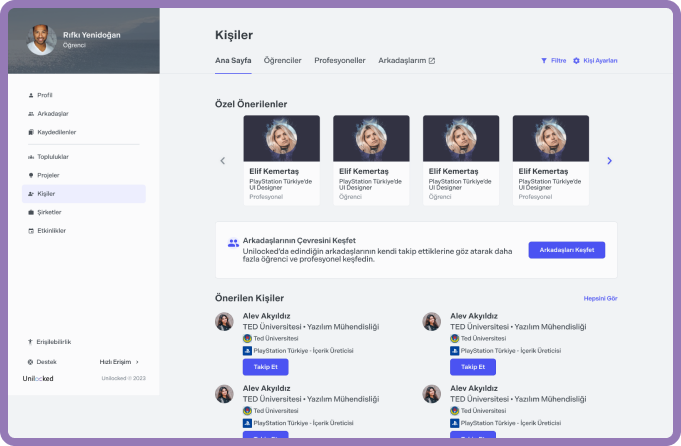 Rıfkı Yenidoğan
Öğrenci
Profil
Arkadaşlar
Kaydedilenler
Topluluklar
Projeler
Kişiler
Şirketler
Etkinlikler
Erişilebilirlik
Destek
Hızlı Erişim
Unilocked
Unilocked © 2023
Kişiler
Ana Sayfa Öğrenciler Profesyoneller Arkadaşlarım
Filtre Kişi Ayarları
Özel Önerilenler
Elif Kemertaş
PlayStation Türkiye'de
UI Designer
Profesyonel
Elif Kemertaş
PlayStation Türkiye'de
UI Designer
Öğrenci
Elif Kemertaş
PlayStation Türkiye'de
UI Designer
Öğrenci
Elif Kemertaş
PlayStation Türkiye'de
UI Designer
Profesyonel
Arkadaşlarının Çevresini Keşfet
Unilocked'da edindiğin arkadaşlarının kendi takip ettiklerine göz atarak daha
fazla öğrenci ve profesyonel keşfedin.
Arkadaşları Keşfet
Önerilen Kişiler
Hepsini Gör
Alev Akyıldız
TED Üniversitesi • Yazılım Mühendisliği
Ted Üniversitesi
PlayStation Türkiye - İçerik Üreticisi
Takip Et
Alev Akyıldız
TED Üniversitesi • Yazılım Mühendisliği
Ted Üniversitesi
PlayStation Türkiye - İçerik Üreticisi
Takip Et
Alev Akyıldız
TED Üniversitesi • Yazılım Mühendisliği
Ted Üniversitesi
PlayStation Türkiye - İçerik Üreticisi
Alev Akyıldız
TED Üniversitesi • Yazılım Mühendisliği
Ted Üniversitesi
PlayStation Türkiye - İçerik Üreticisi